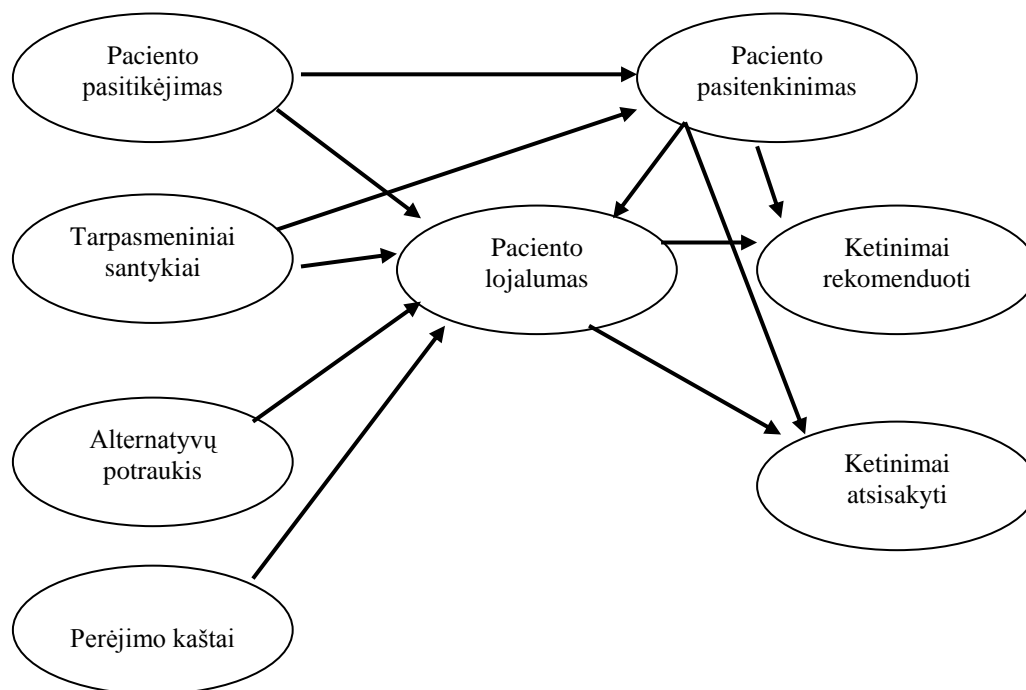 Paciento
pasitikėjimas
Paciento
pasitenkinimas
Tarpasmeniniai
santykiai
Paciento
lojalumas
Ketinimai
rekomenduoti
Alternatyvų
potraukis
Ketinimai
atsisakyti
Perėjimo kaštai